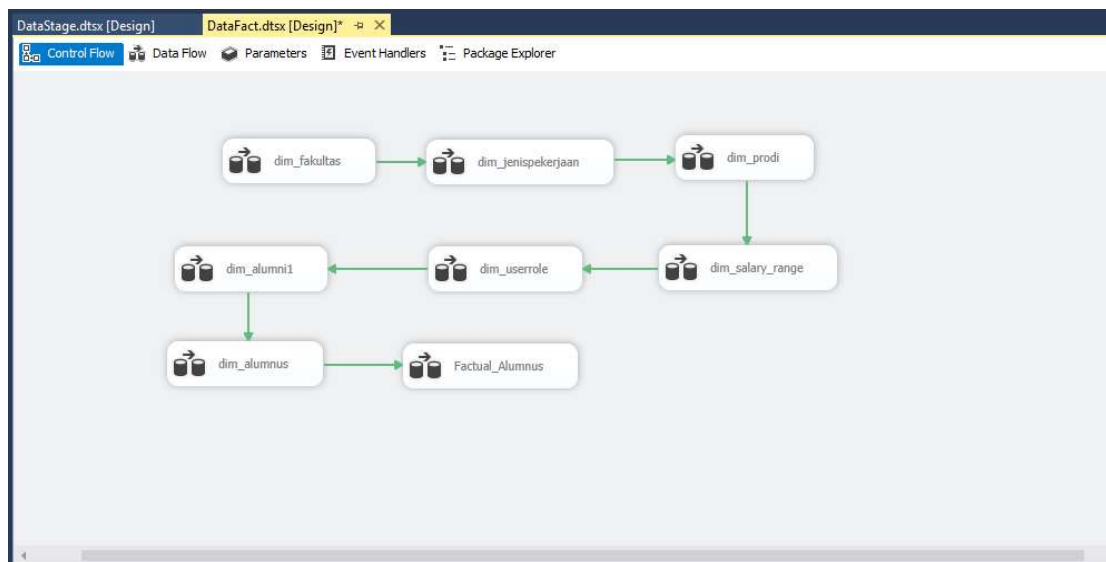 DataStage.dtsx [Design] DataFact.dtsx [Design]*
Control Flow Data Flow Parameters Event Handlers Package Explorer
dim_fakultas
dim_jenispekerjaan
dim_prodi
dim_salary_range
dim_userrole
dim_alumni1
dim_alumnus
Factual_Alumnus